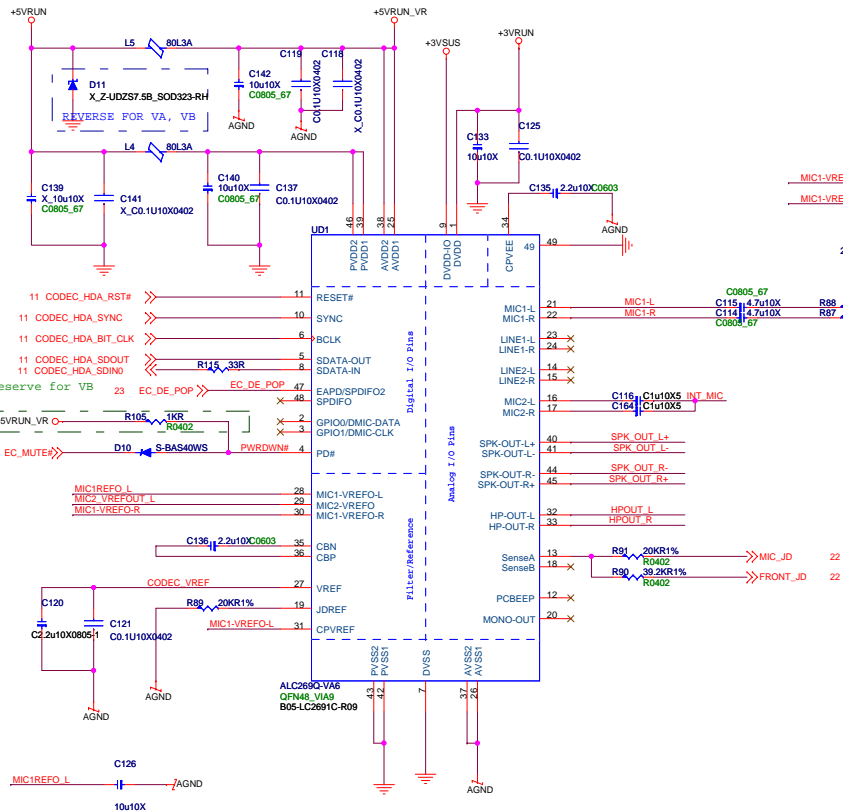 +5VRUN
+5VRUN_VR
+3VSUS
+3VRUN
L5 80L3A
C119 C118
D11
X_Z-UDZS7.5B_SOD323-RH
REVERSE FOR VA, VB
C142
10u10X
C0805_67
C0.1U10X0402
X_C0.1U10X0402
AGND
AGND
C133
10u10X
C125
C0.1U10X0402
L4 80L3A
C139
X_10u10X
C0805_67
C141
X_C0.1U10X0402
C140
10u10X
C0805_67
C137
C0.1U10X0402
C135 2.2u10X C0603
AGND
MIC1-VRE
MIC1-VRE
UD1
46 39 38 25 9 1 34
PVDD2 PVDD1 AVDD2 AVDD1 DVDD-IO DVDD CPVEE
49 49
11 CODEC_HDA_RST# 11 RESET#
11 CODEC_HDA_SYNC 10 SYNC
11 CODEC_HDA_BIT_CLK 6 BCLK
11 CODEC_HDA_SDOUT 5 SDATA-OUT
11 CODEC_HDA_SDIN0 R115 33R 8 SDATA-IN
eserve for VB
23 EC_DE_POP EC_DE_POP 47 EAPD/SPDIFO2
48 SPDIFO
5VRUN_VR R105 1KR
R0402
2 GPIO0/DMIC-DATA
3 GPIO1/DMIC-CLK
EC_MUTE# D10 S-BAS40WS PWRDWN# 4 PD#
Digital I/O Pins
Analog I/O Pins
Filter/Reference
MIC1REFO_L 28 MIC1-VREFO-L
MIC2_VREFOUT_L 29 MIC2-VREFO
MIC1-VREFO-R 30 MIC1-VREFO-R
C136 2.2u10X C0603 35 CBN
36 CBP
CODEC_VREF 27 VREF
R89 20KR1% 19 JDREF
MIC1-VREFO-L 31 CPVREF
C120
C2.2u10X0805-1
C121
C0.1U10X0402
AGND
AGND
C0805_67
MIC1-L 21 MIC1-L C115 4.7u10X R88
MIC1-R 22 MIC1-R C114 4.7u10X R87
C0805_67
LINE1-L 23
LINE1-R 24
LINE2-L 14
LINE2-R 15
MIC2-L 16 C116 C1u10X5 INT_MIC
MIC2-R 17 C164 C1u10X5
SPK-OUT-L+ 40 SPK_OUT_L+
SPK-OUT-L- 41 SPK_OUT_L-
SPK-OUT-R- 44 SPK_OUT_R-
SPK-OUT-R+ 45 SPK_OUT_R+
HP-OUT-L 32 HPOUT_L
HP-OUT-R 33 HPOUT_R
SenseA 13 R91 20KR1% MIC_JD 22
R0402
SenseB 18 R90 39.2KR1% FRONT_JD 22
R0402
PCBEEP 12
MONO-OUT 20
PVSS2 PVSS1 DVSS AVSS2 AVSS1
43 42 7 37 26
ALC269Q-VA6
QFN48_VIA9
B05-LC2691C-R09
AGND
MIC1REFO_L C126 AGND
10u10X